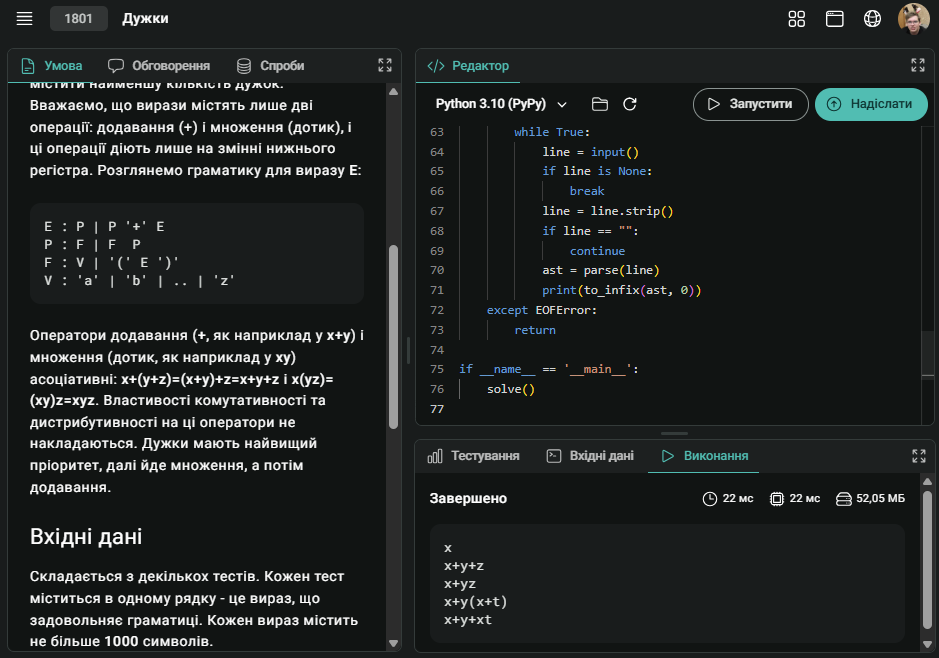 1801 Дужки
Умова Обговорення Спроби
містити найменшу кількість дужок.
Вважаємо, що вирази містять лише дві
операції: додавання (+) і множення (дотик), і
ці операції діють лише на змінні нижнього
регістра. Розглянемо граматику для виразу E:
E : P | P '+' E
P : F | F  P
F : V | '(' E ')'
V : 'a' | 'b' | .. | 'z'
Оператори додавання (+, як наприклад у x+y) і
множення (дотик, як наприклад у xy)
асоціативні: x+(y+z)=(x+y)+z=x+y+z і x(yz)=
(xy)z=xyz. Властивості комутативності та
дистрибутивності на ці оператори не
накладаються. Дужки мають найвищий
пріоритет, далі йде множення, а потім
додавання.
Вхідні дані
Складається з декількох тестів. Кожен тест
міститься в одному рядку - це вираз, що
задовольняє граматиці. Кожен вираз містить
не більше 1000 символів.
</> Редактор
Python 3.10 (PyPy) Запустити Надіслати
63 while True:
64 line = input()
65 if line is None:
66 break
67 line = line.strip()
68 if line == "":
69 continue
70 ast = parse(line)
71 print(to_infix(ast, 0))
72 except EOFError:
73 return
74
75 if __name__ == '__main__':
76 solve()
77
Тестування Вхідні дані Виконання
Завершено 22 мс 22 мс 52,05 МБ
x
x+y+z
x+yz
x+y(x+t)
x+y+xt